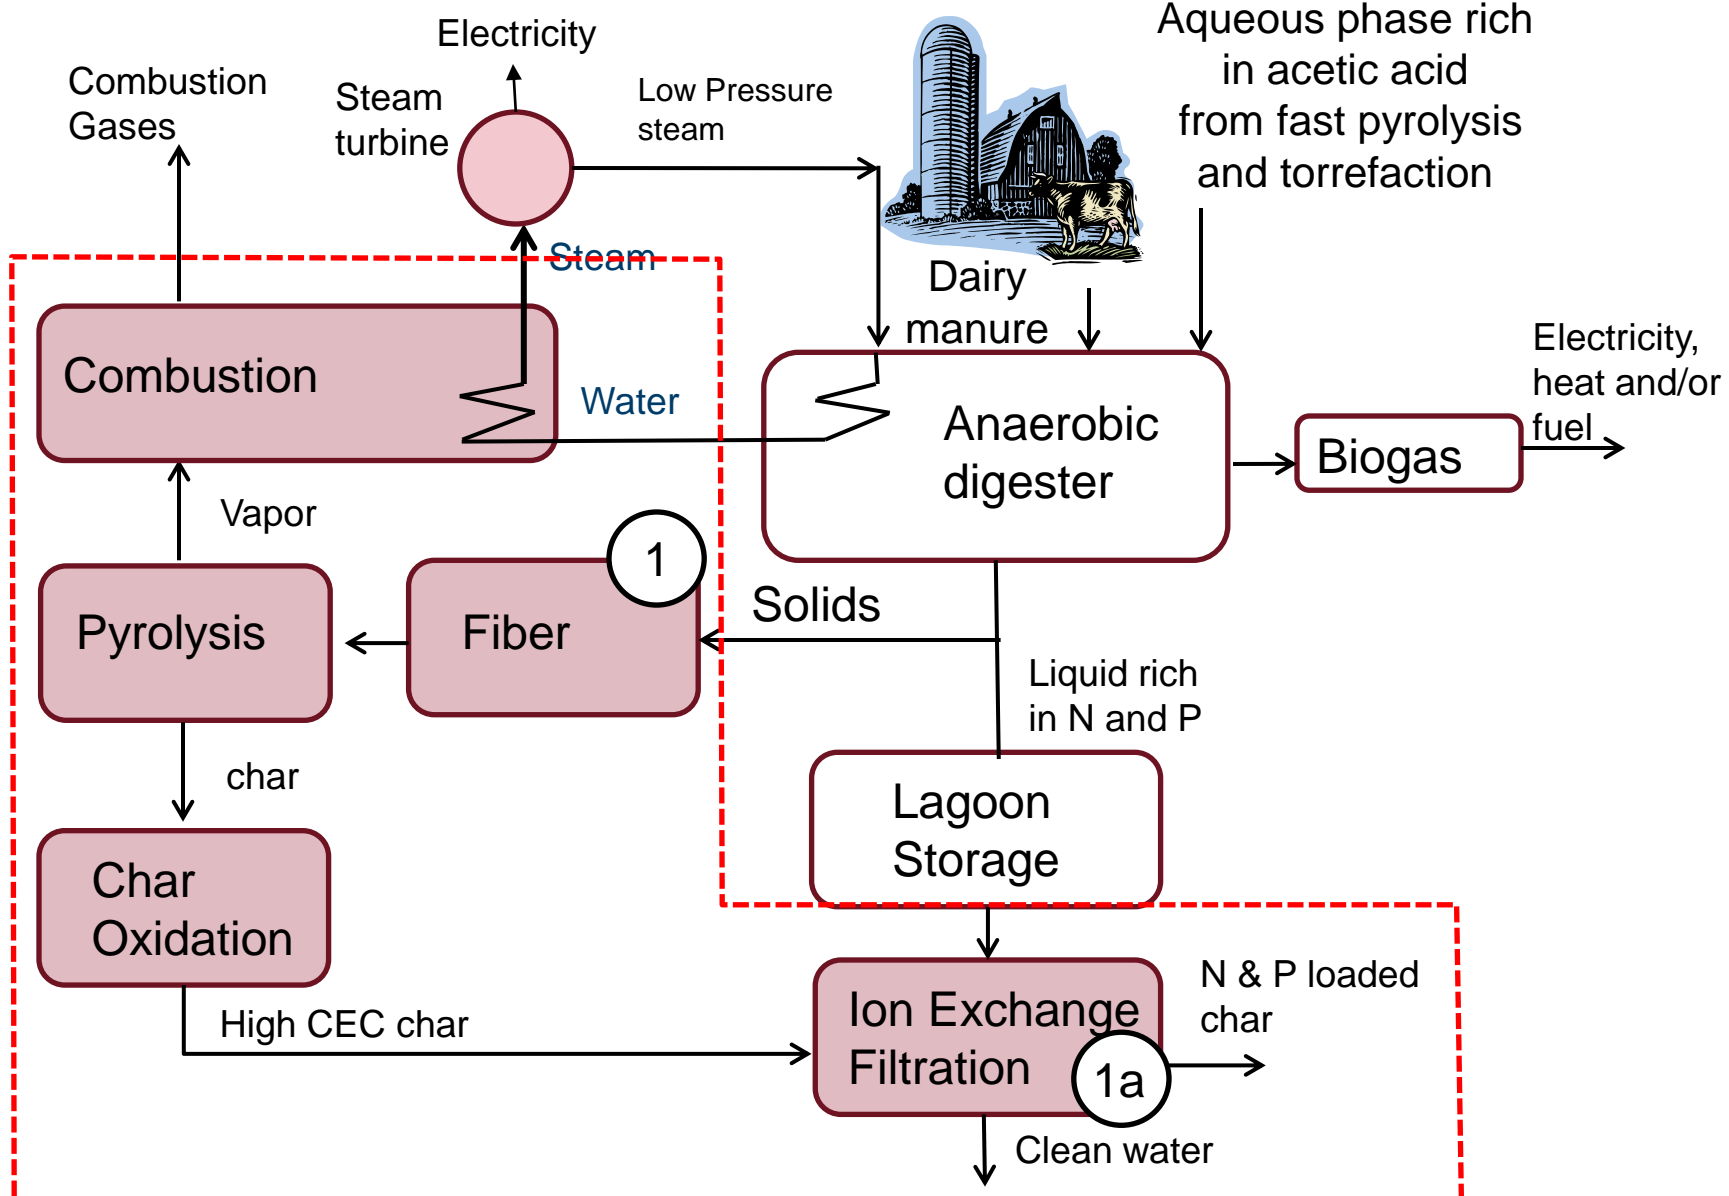 Electricity
Aqueous phase rich
in acetic acid
from fast pyrolysis
and torrefaction
Combustion
Gases
Steam
turbine
Low Pressure
steam
Steam
Dairy
manure
Combustion
Water
Anaerobic
digester
Electricity,
heat and/or
fuel
Biogas
Vapor
1
Pyrolysis
Fiber
Solids
Liquid rich
in N and P
char
Lagoon
Storage
Char
Oxidation
High CEC char
Ion Exchange
Filtration
1a
N & P loaded
char
Clean water